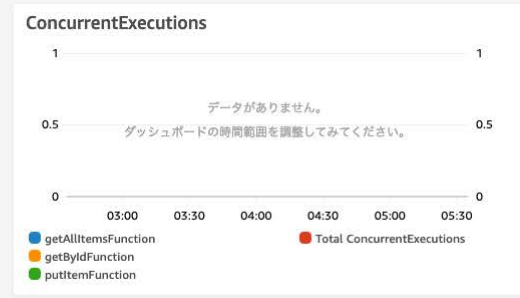 ConcurrentExecutions
1
1
データがありません。
0.5
0.5
ダッシュボードの時間範囲を調整してみてください。
0
0
03:00 03:30 04:00 04:30 05:00 05:30
getAllItemsFunction
Total ConcurrentExecutions
getByIdFunction
putItemFunction